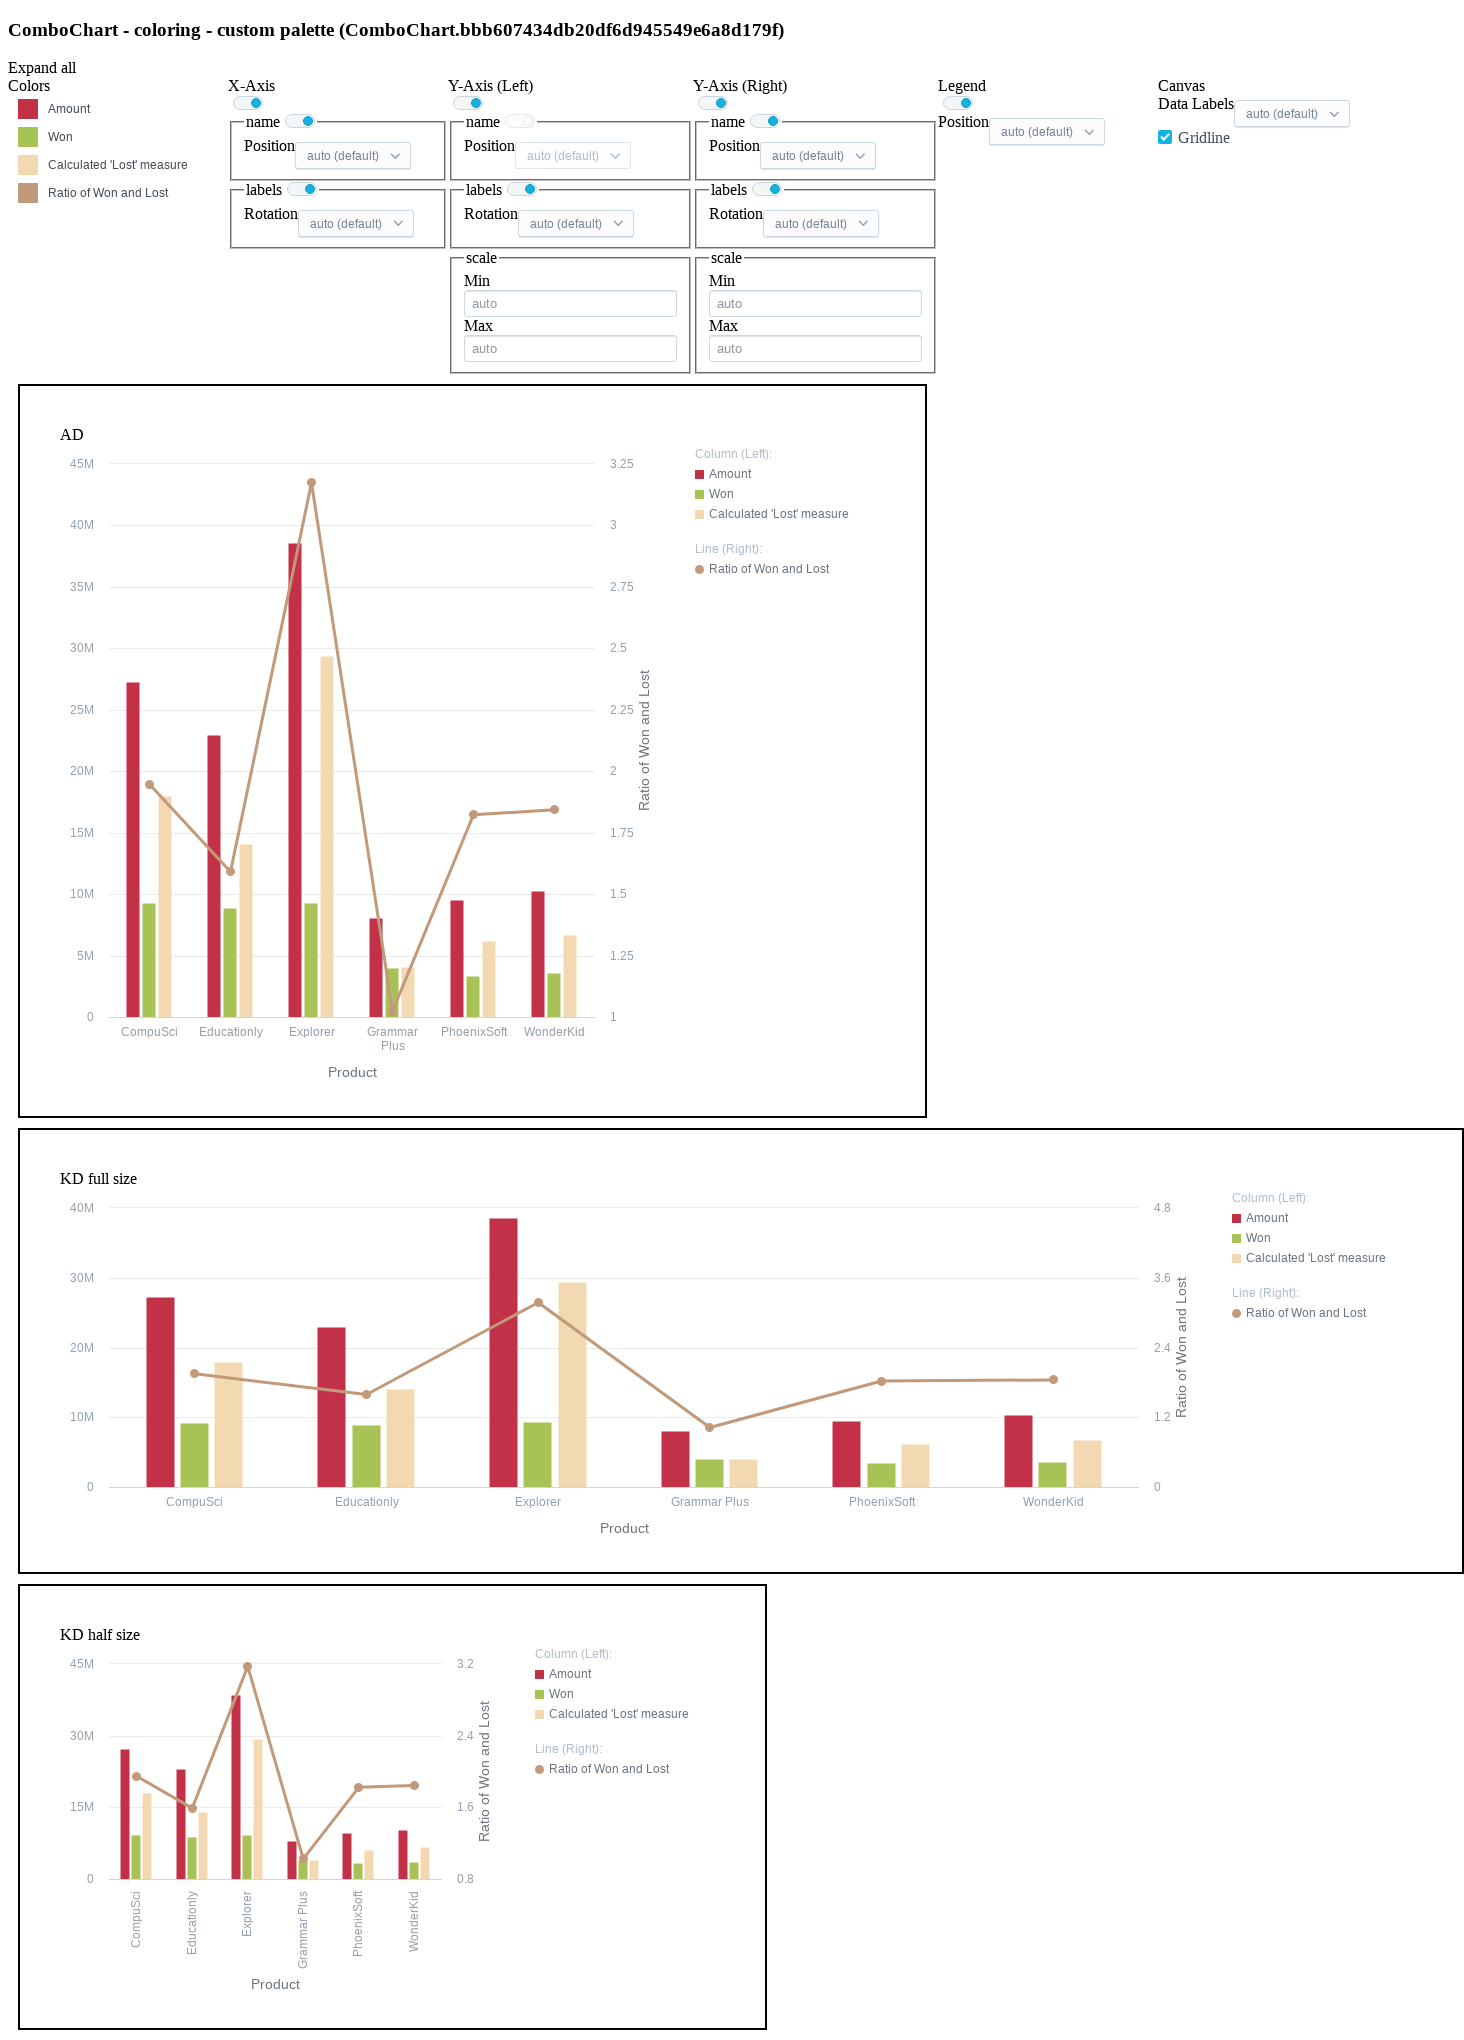 ComboChart - coloring - custom palette (ComboChart.bbb607434db20df6d945549e6a8d179f)
Expand all
Colors
Amount
Won
Calculated 'Lost' measure
Ratio of Won and Lost
X-Axis
name
Position auto (default)
labels
Rotation auto (default)
Y-Axis (Left)
name
Position auto (default)
labels
Rotation auto (default)
scale
Min
auto
Max
auto
Y-Axis (Right)
name
Position auto (default)
labels
Rotation auto (default)
scale
Min
auto
Max
auto
Legend
Position auto (default)
Canvas
Data Labels auto (default)
Gridline
AD
45M
40M
35M
30M
25M
20M
15M
10M
5M
0
3.25
3
2.75
2.5
2.25
2
1.75
1.5
1.25
1
Ratio of Won and Lost
CompuSci Educationly Explorer Grammar PhoenixSoft WonderKid
Plus
Product
Column (Left):
Amount
Won
Calculated 'Lost' measure
Line (Right):
Ratio of Won and Lost
KD full size
40M
30M
20M
10M
0
4.8
3.6
2.4
1.2
0
Ratio of Won and Lost
CompuSci Educationly Explorer Grammar Plus PhoenixSoft WonderKid
Product
Column (Left):
Amount
Won
Calculated 'Lost' measure
Line (Right):
Ratio of Won and Lost
KD half size
45M
30M
15M
0
3.2
2.4
1.6
0.8
Ratio of Won and Lost
CompuSci
Educationly
Explorer
Grammar Plus
PhoenixSoft
WonderKid
Product
Column (Left):
Amount
Won
Calculated 'Lost' measure
Line (Right):
Ratio of Won and Lost